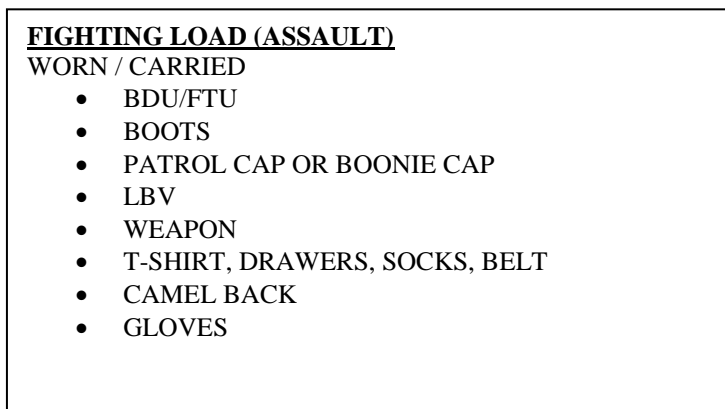 FIGHTING LOAD (ASSAULT)
WORN / CARRIED
• BDU/FTU
• BOOTS
• PATROL CAP OR BOONIE CAP
• LBV
• WEAPON
• T-SHIRT, DRAWERS, SOCKS, BELT
• CAMEL BACK
• GLOVES